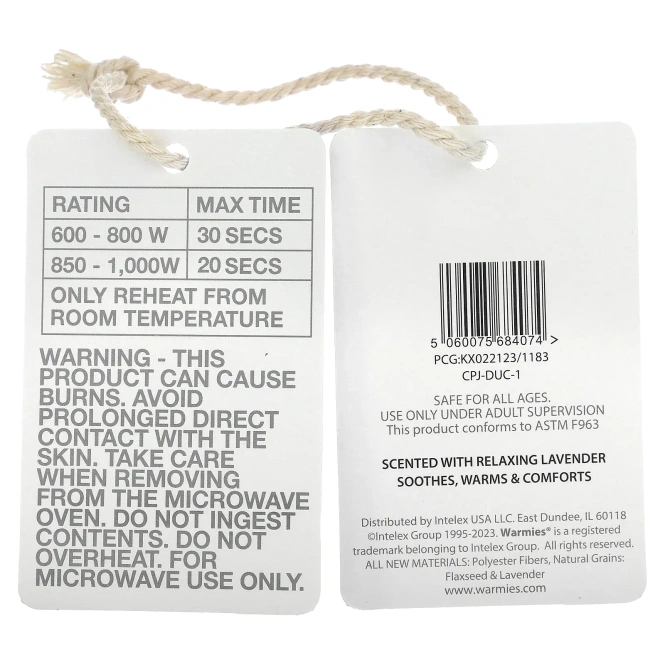 RATING MAX TIME
600 - 800 W 30 SECS
850 - 1,000W 20 SECS
ONLY REHEAT FROM
ROOM TEMPERATURE
WARNING - THIS
PRODUCT CAN CAUSE
BURNS. AVOID
PROLONGED DIRECT
CONTACT WITH THE
SKIN. TAKE CARE
WHEN REMOVING
FROM THE MICROWAVE
OVEN. DO NOT INGEST
CONTENTS. DO NOT
OVERHEAT. FOR
MICROWAVE USE ONLY.
5 060075 684074 >
PCG:KX022123/1183
CPJ-DUC-1
SAFE FOR ALL AGES.
USE ONLY UNDER ADULT SUPERVISION
This product conforms to ASTM F963
SCENTED WITH RELAXING LAVENDER
SOOTHES, WARMS & COMFORTS
Distributed by Intelex USA LLC. East Dundee, IL 60118
©Intelex Group 1995-2023. Warmies® is a registered
trademark belonging to Intelex Group. All rights reserved.
ALL NEW MATERIALS: Polyester Fibers, Natural Grains:
Flaxseed & Lavender
www.warmies.com